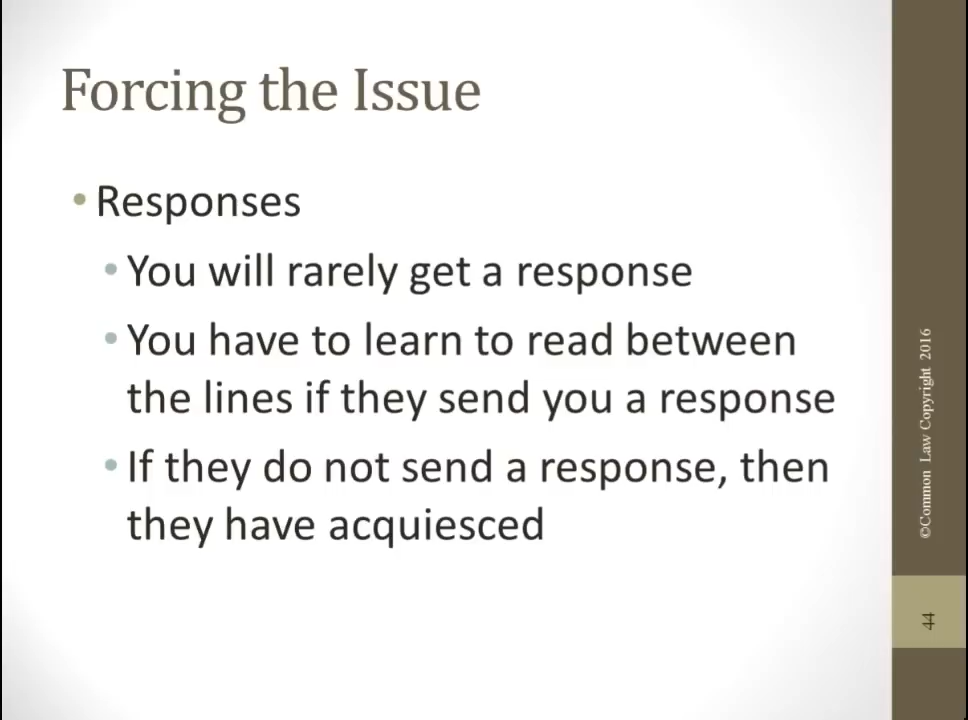 Forcing the Issue
• Responses
• You will rarely get a response
• You have to learn to read between
the lines if they send you a response
• If they do not send a response, then
they have acquiesced
©Common Law Copyright 2016
44